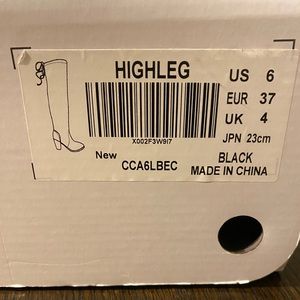 HIGHLEG
US 6
EUR 37
UK 4
JPN 23cm
X002F3W9I7
New
CCA6LBEC
BLACK
MADE IN CHINA